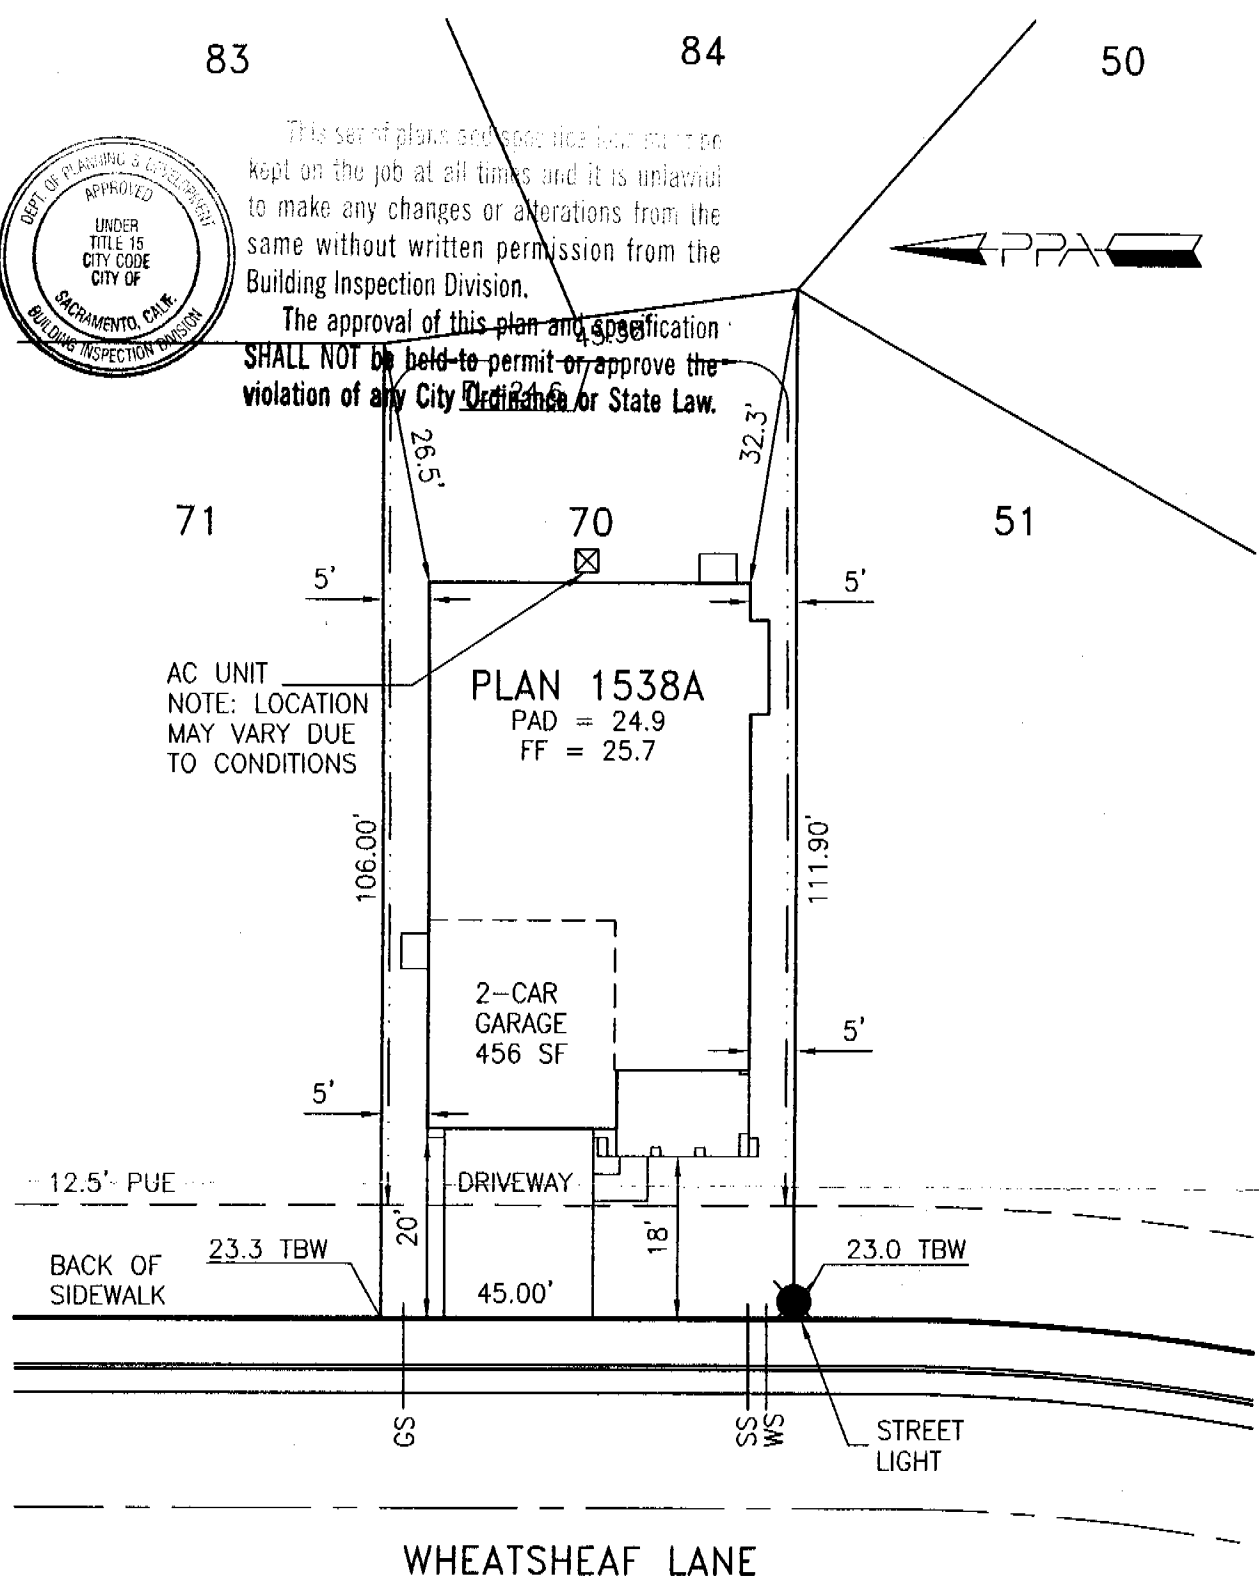 83
84
50
This set of plans and must be
kept on the job at all times and it is unlawful
to make any changes or alterations from the
same without written permission from the
Building Inspection Division.
The approval of this plan and specification
SHALL NOT be held to permit or approve the
violation of any City Ordinance or State Law.
DEPT. OF PLANNING & DEVELOPMENT
APPROVED
UNDER
TITLE 15
CITY CODE
CITY OF
SACRAMENTO, CALIF.
BUILDING INSPECTION DIVISION
PPA
26.5'
32.3'
71
70
51
5'
5'
AC UNIT
NOTE: LOCATION
MAY VARY DUE
TO CONDITIONS
PLAN 1538A
PAD = 24.9
FF = 25.7
106.00'
111.90'
2-CAR
GARAGE
456 SF
5'
5'
12.5' PUE
DRIVEWAY
20'
18'
BACK OF
SIDEWALK
23.3 TBW
23.0 TBW
45.00'
GS
SS
WS
STREET
LIGHT
WHEATSHEAF LANE